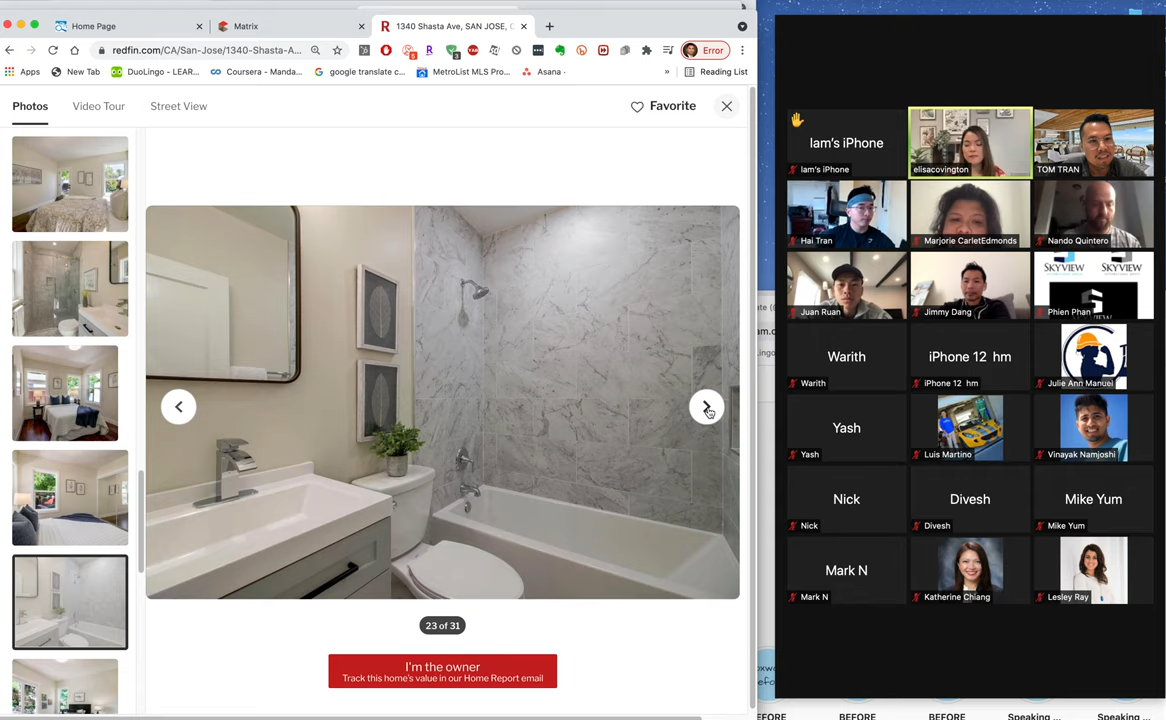 Home Page
Matrix
1340 Shasta Ave, SAN JOSE, C
redfin.com/CA/San-Jose/1340-Shasta-A...
6
3
Error
Apps
New Tab
DuoLingo - LEAR...
Coursera - Manda...
google translate c...
MetroList MLS Pro...
Asana ·
»
Reading List
Photos
Video Tour
Street View
Favorite
23 of 31
I'm the owner
Track this home's value in our Home Report email
Iam's iPhone
Iam's iPhone
elisacovington
TOM TRAN
Hai Tran
Marjorie CarletEdmonds
Nando Quintero
SKYVIEW
SKYVIEW
Juan Ruan
Jimmy Dang
Phien Phan
Warith
iPhone 12 hm
Warith
iPhone 12 hm
Julie Ann Manuel
Yash
Yash
Luis Martino
Vinayak Namjoshi
Nick
Divesh
Mike Yum
Nick
Divesh
Mike Yum
Mark N
Mark N
Katherine Chiang
Lesley Ray
EFORE
BEFORE
BEFORE
Speaking ...
Speaking ...